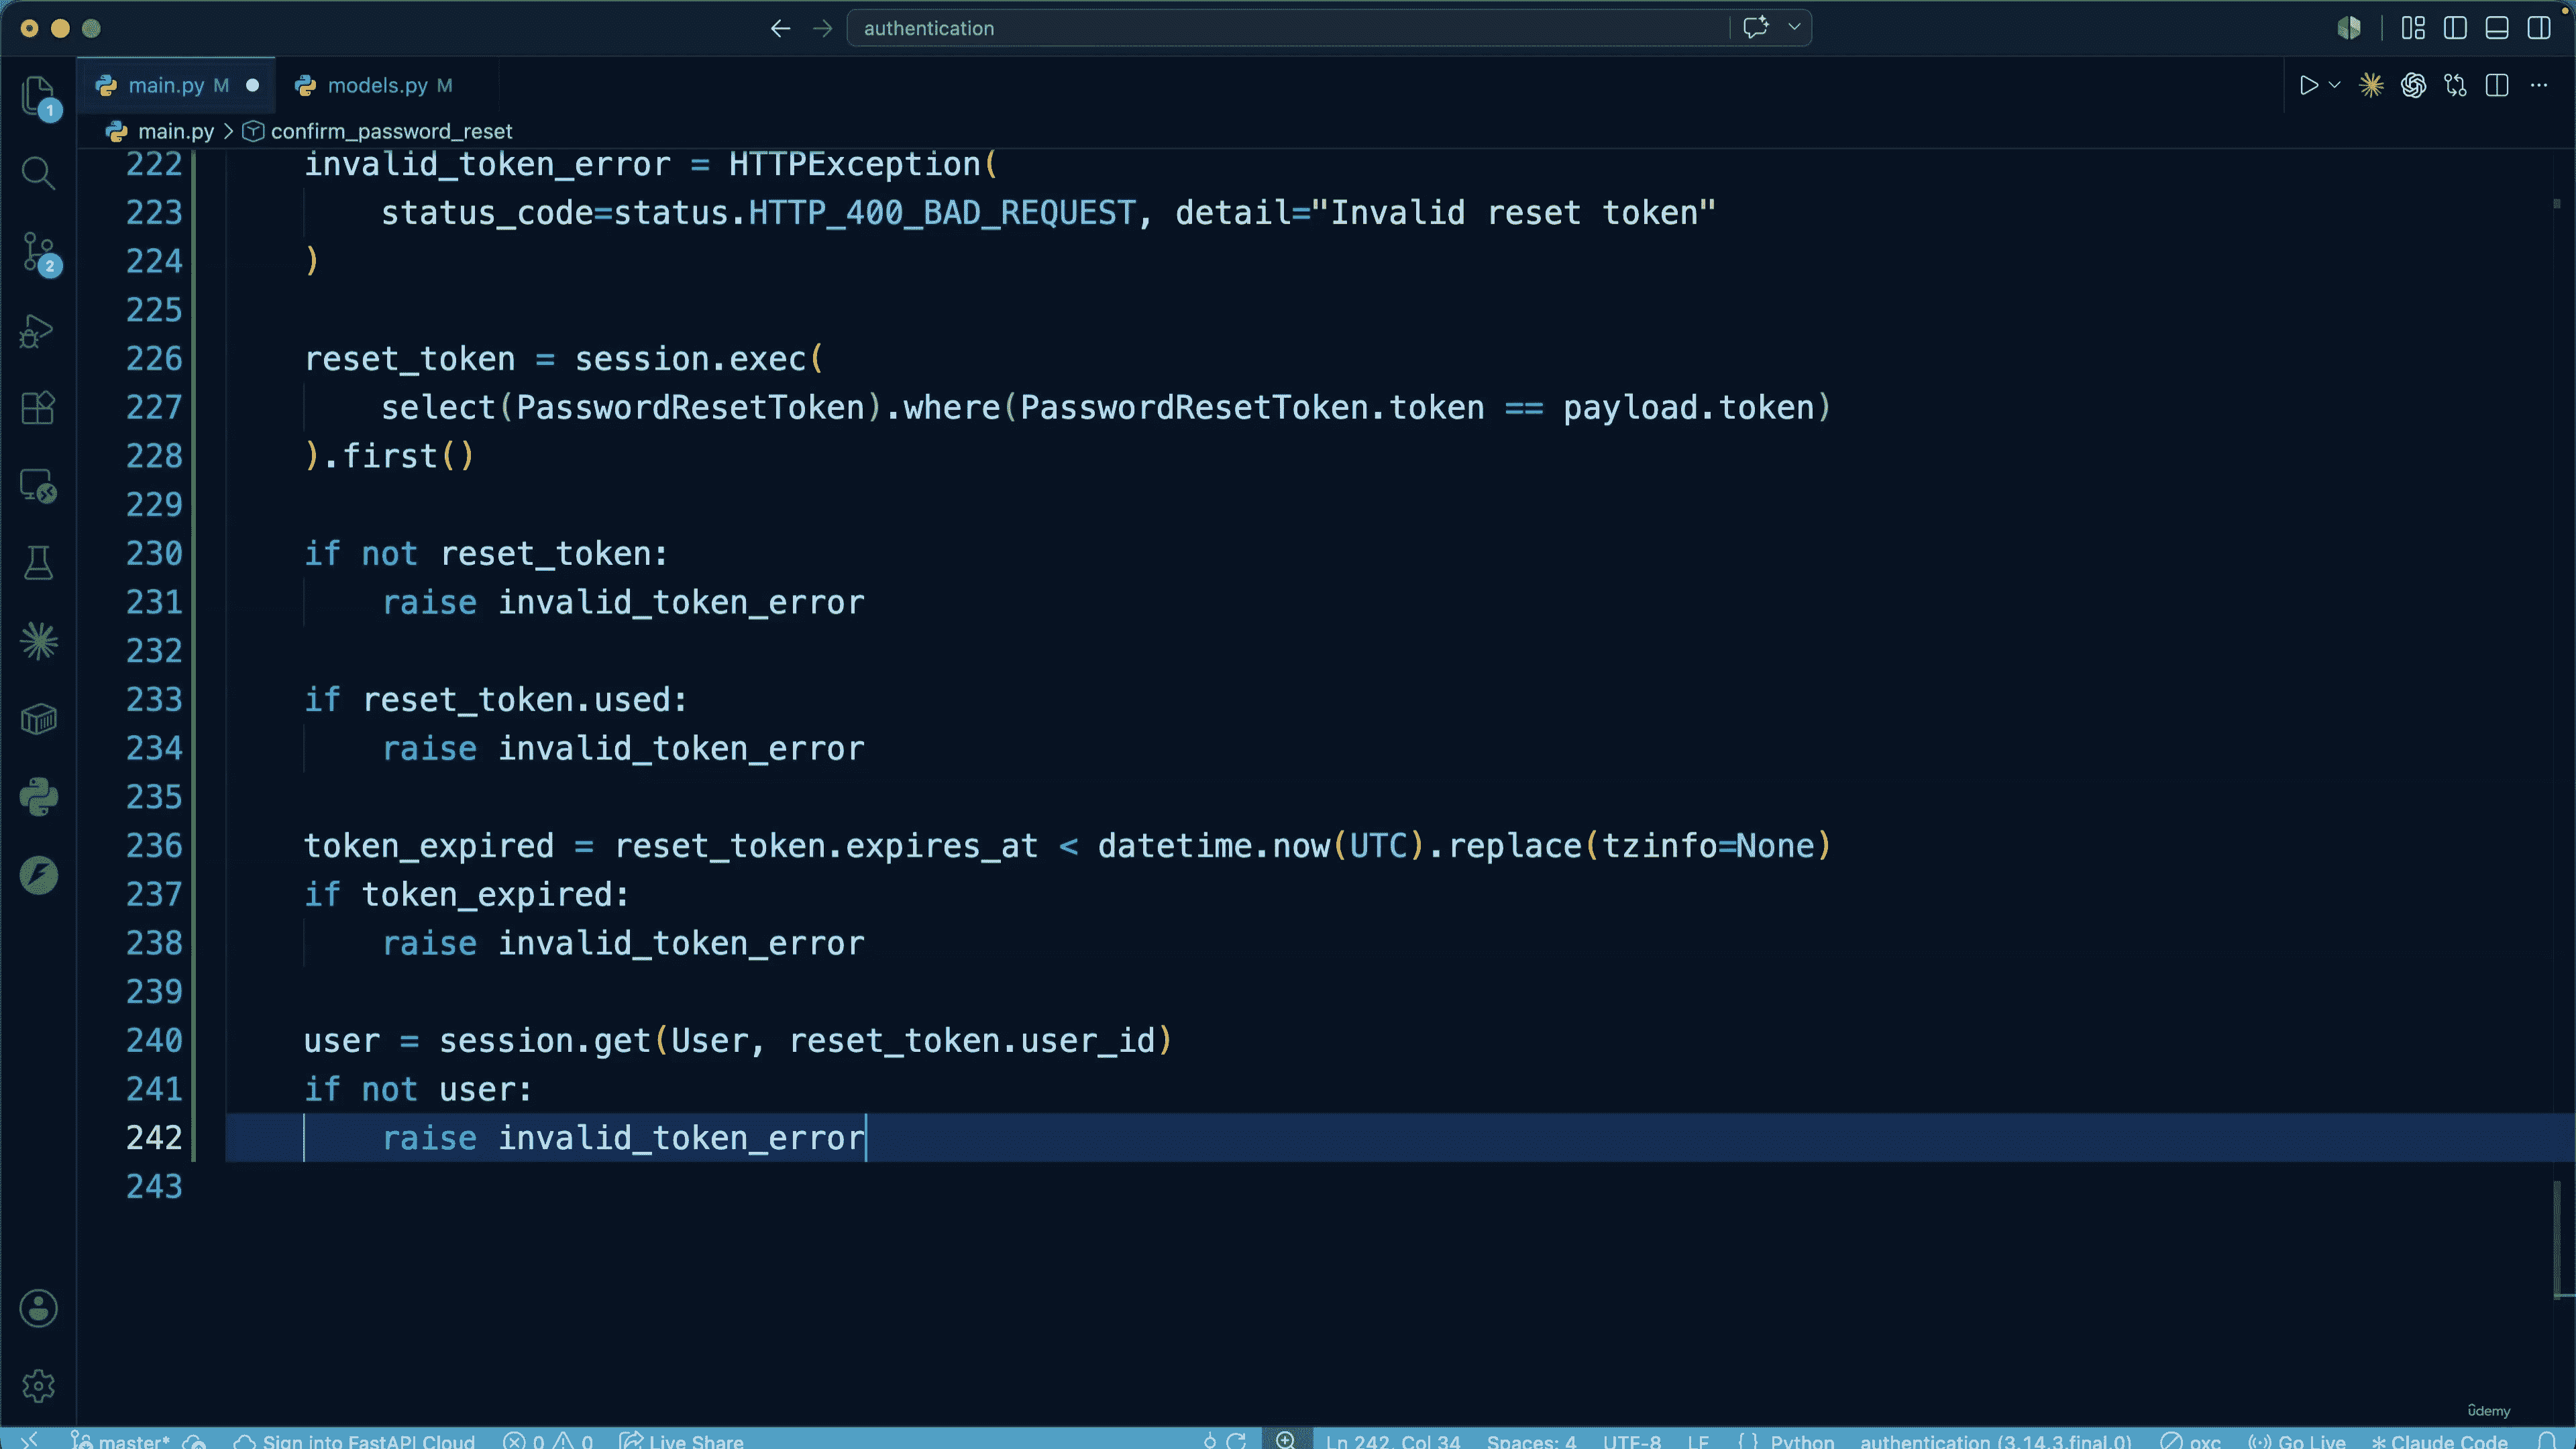 authentication
main.py M
models.py M
main.py > confirm_password_reset
1
2
222 invalid_token_error = HTTPException(
223 status_code=status.HTTP_400_BAD_REQUEST, detail="Invalid reset token"
224 )
225
226 reset_token = session.exec(
227 select(PasswordResetToken).where(PasswordResetToken.token == payload.token)
228 ).first()
229
230 if not reset_token:
231 raise invalid_token_error
232
233 if reset_token.used:
234 raise invalid_token_error
235
236 token_expired = reset_token.expires_at < datetime.now(UTC).replace(tzinfo=None)
237 if token_expired:
238 raise invalid_token_error
239
240 user = session.get(User, reset_token.user_id)
241 if not user:
242 raise invalid_token_error
243
ûdemy
master* Sign into FastAPI Cloud 0 0 Live Share Ln 242, Col 34 Spaces: 4 UTF-8 LF {} Python authentication (3.14.3.final.0) oxc Go Live Claude Code